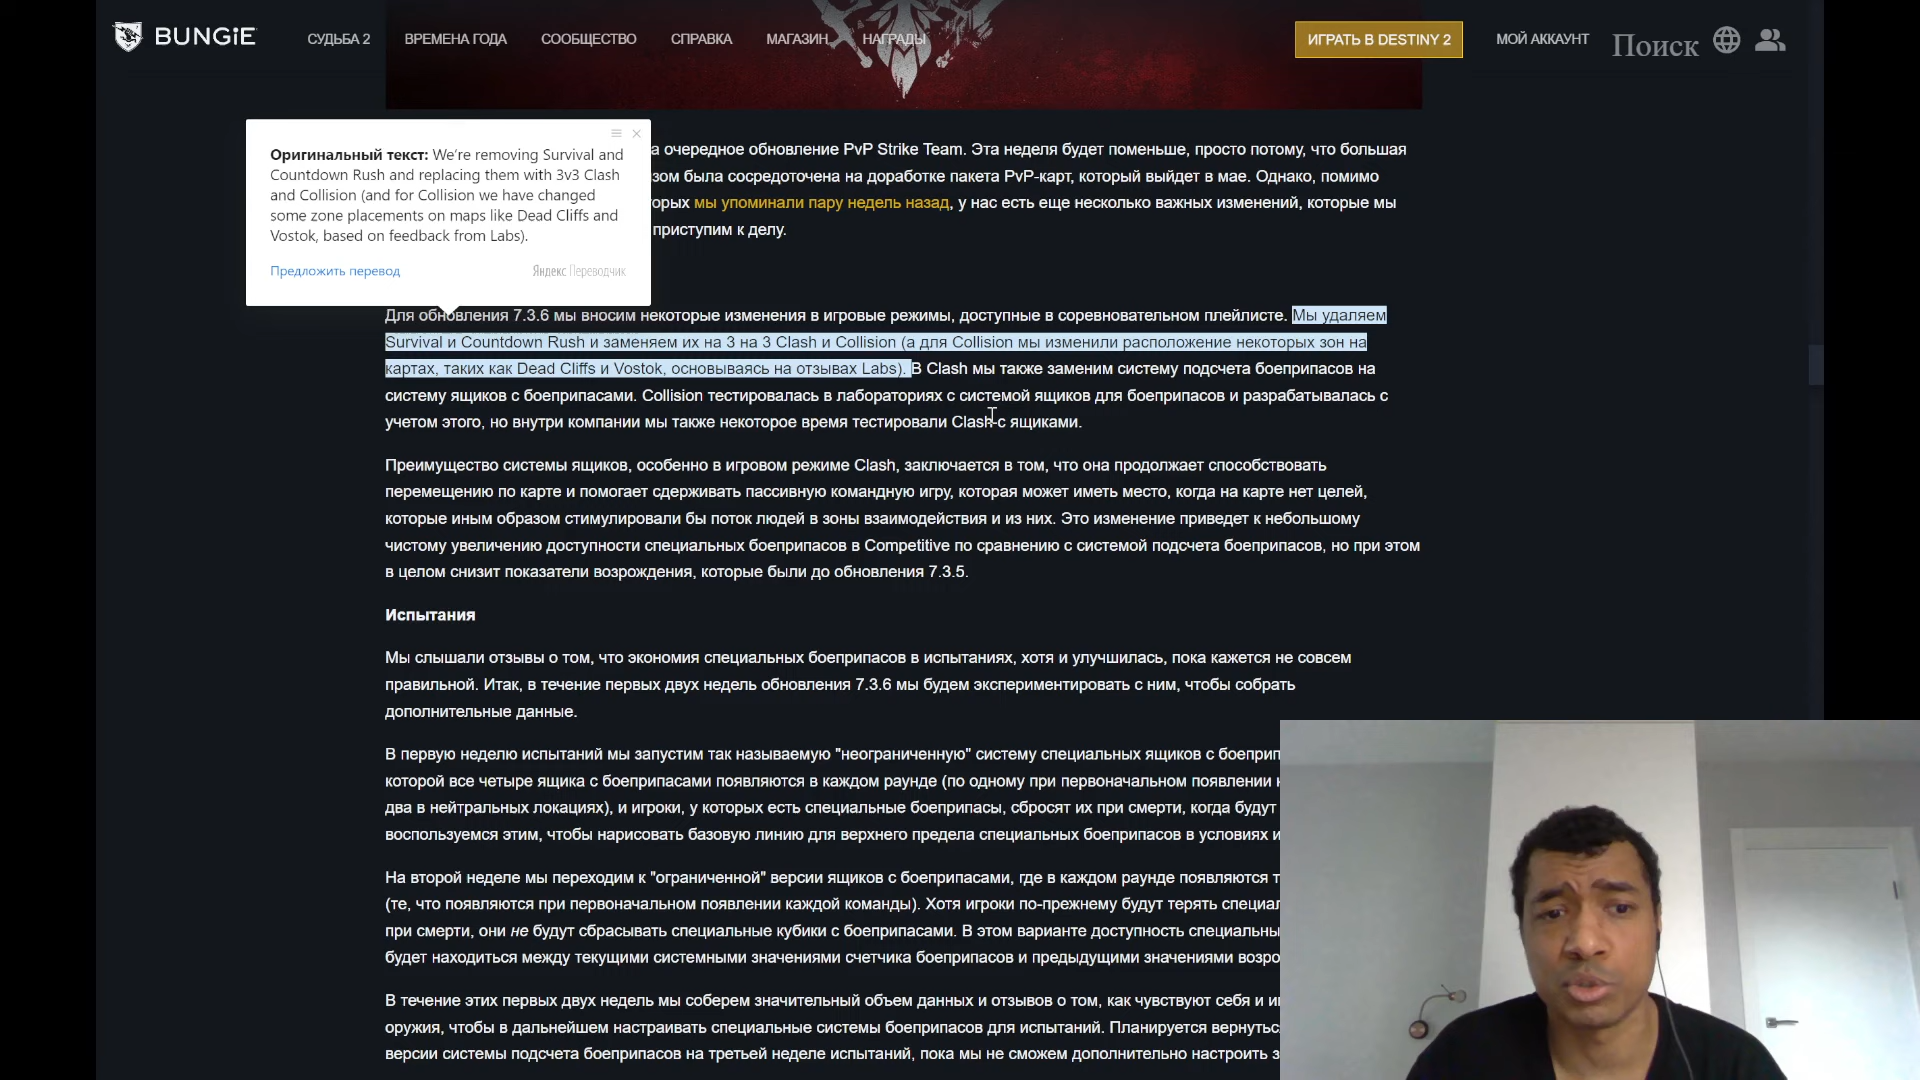 BUNGiE
СУДЬБА 2
ВРЕМЕНА ГОДА
СООБЩЕСТВО
СПРАВКА
МАГАЗИН
НАГРАДЫ
ИГРАТЬ В DESTINY 2
МОЙ АККАУНТ
Поиск
Оригинальный текст: We're removing Survival and
Countdown Rush and replacing them with 3v3 Clash
and Collision (and for Collision we have changed
some zone placements on maps like Dead Cliffs and
Vostok, based on feedback from Labs).
Предложить перевод
Яндекс Переводчик
а очередное обновление PvP Strike Team. Эта неделя будет поменьше, просто потому, что большая
зом была сосредоточена на доработке пакета PvP-карт, который выйдет в мае. Однако, помимо
орых мы упоминали пару недель назад, у нас есть еще несколько важных изменений, которые мы
приступим к делу.
Для обновления 7.3.6 мы вносим некоторые изменения в игровые режимы, доступные в соревновательном плейлисте. Мы удаляем
Survival и Countdown Rush и заменяем их на 3 на 3 Clash и Collision (а для Collision мы изменили расположение некоторых зон на
картах, таких как Dead Cliffs и Vostok, основываясь на отзывах Labs). В Clash мы также заменим систему подсчета боеприпасов на
систему ящиков с боеприпасами. Collision тестировалась в лабораториях с системой ящиков для боеприпасов и разрабатывалась с
учетом этого, но внутри компании мы также некоторое время тестировали Clash с ящиками.
Преимущество системы ящиков, особенно в игровом режиме Clash, заключается в том, что она продолжает способствовать
перемещению по карте и помогает сдерживать пассивную командную игру, которая может иметь место, когда на карте нет целей,
которые иным образом стимулировали бы поток людей в зоны взаимодействия и из них. Это изменение приведет к небольшому
чистому увеличению доступности специальных боеприпасов в Competitive по сравнению с системой подсчета боеприпасов, но при этом
в целом снизит показатели возрождения, которые были до обновления 7.3.5.
Испытания
Мы слышали отзывы о том, что экономия специальных боеприпасов в испытаниях, хотя и улучшилась, пока кажется не совсем
правильной. Итак, в течение первых двух недель обновления 7.3.6 мы будем экспериментировать с ним, чтобы собрать
дополнительные данные.
В первую неделю испытаний мы запустим так называемую "неограниченную" систему специальных ящиков с боеприп
которой все четыре ящика с боеприпасами появляются в каждом раунде (по одному при первоначальном появлении
два в нейтральных локациях), и игроки, у которых есть специальные боеприпасы, сбросят их при смерти, когда будут
воспользуемся этим, чтобы нарисовать базовую линию для верхнего предела специальных боеприпасов в условиях и
На второй неделе мы переходим к "ограниченной" версии ящиков с боеприпасами, где в каждом раунде появляются т
(те, что появляются при первоначальном появлении каждой команды). Хотя игроки по-прежнему будут терять специал
при смерти, они не будут сбрасывать специальные кубики с боеприпасами. В этом варианте доступность специальны
будет находиться между текущими системными значениями счетчика боеприпасов и предыдущими значениями возро
В течение этих первых двух недель мы соберем значительный объем данных и отзывов о том, как чувствуют себя и и
оружия, чтобы в дальнейшем настраивать специальные системы боеприпасов для испытаний. Планируется вернутьс
версии системы подсчета боеприпасов на третьей неделе испытаний, пока мы не сможем дополнительно настроить з